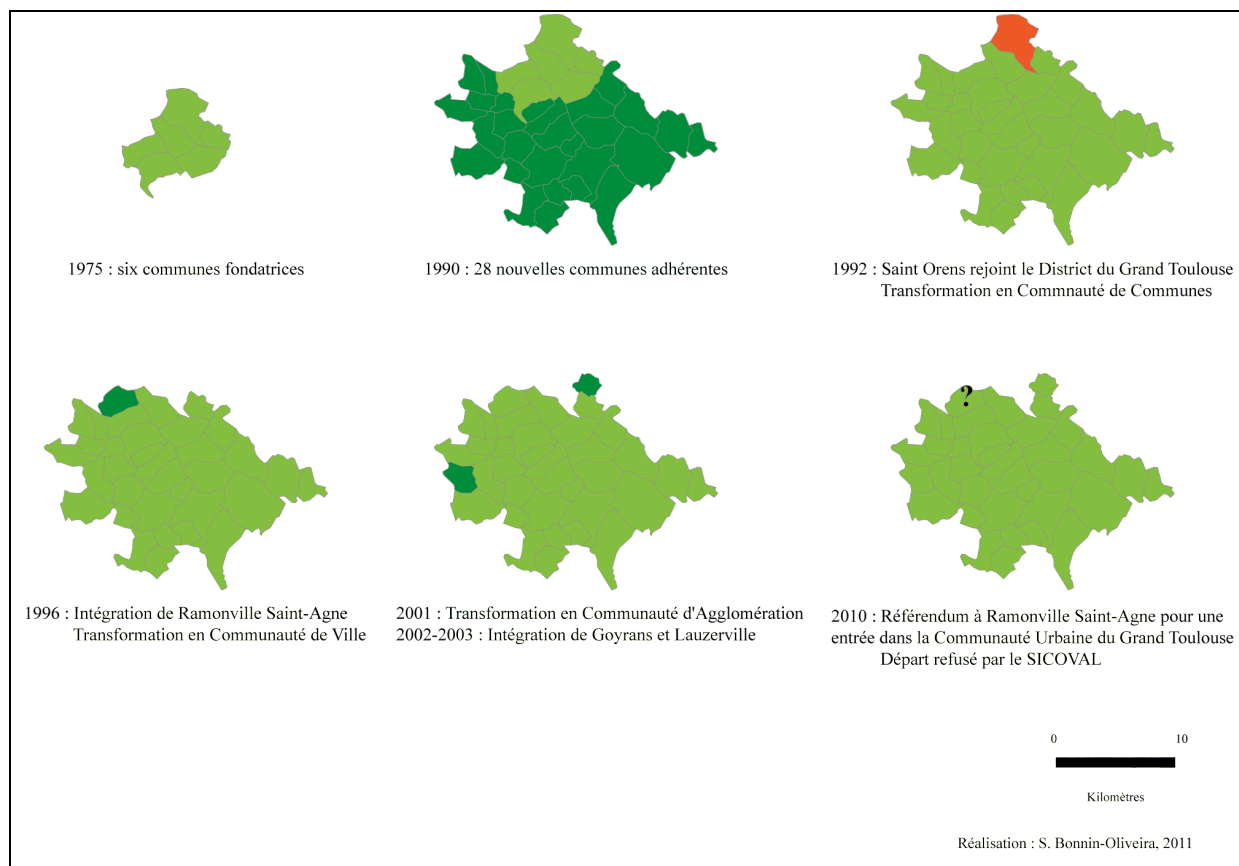 1975 : six communes fondatrices
1990 : 28 nouvelles communes adhérentes
1992 : Saint Orens rejoint le District du Grand Toulouse
Transformation en Commnauté de Communes
?
1996 : Intégration de Ramonville Saint-Agne
Transformation en Communauté de Ville
2001 : Transformation en Communauté d'Agglomération
2002-2003 : Intégration de Goyrans et Lauzerville
2010 : Référendum à Ramonville Saint-Agne pour une
entrée dans la Communauté Urbaine du Grand Toulouse
Départ refusé par le SICOVAL
0 10
Kilomètres
Réalisation : S. Bonnin-Oliveira, 2011